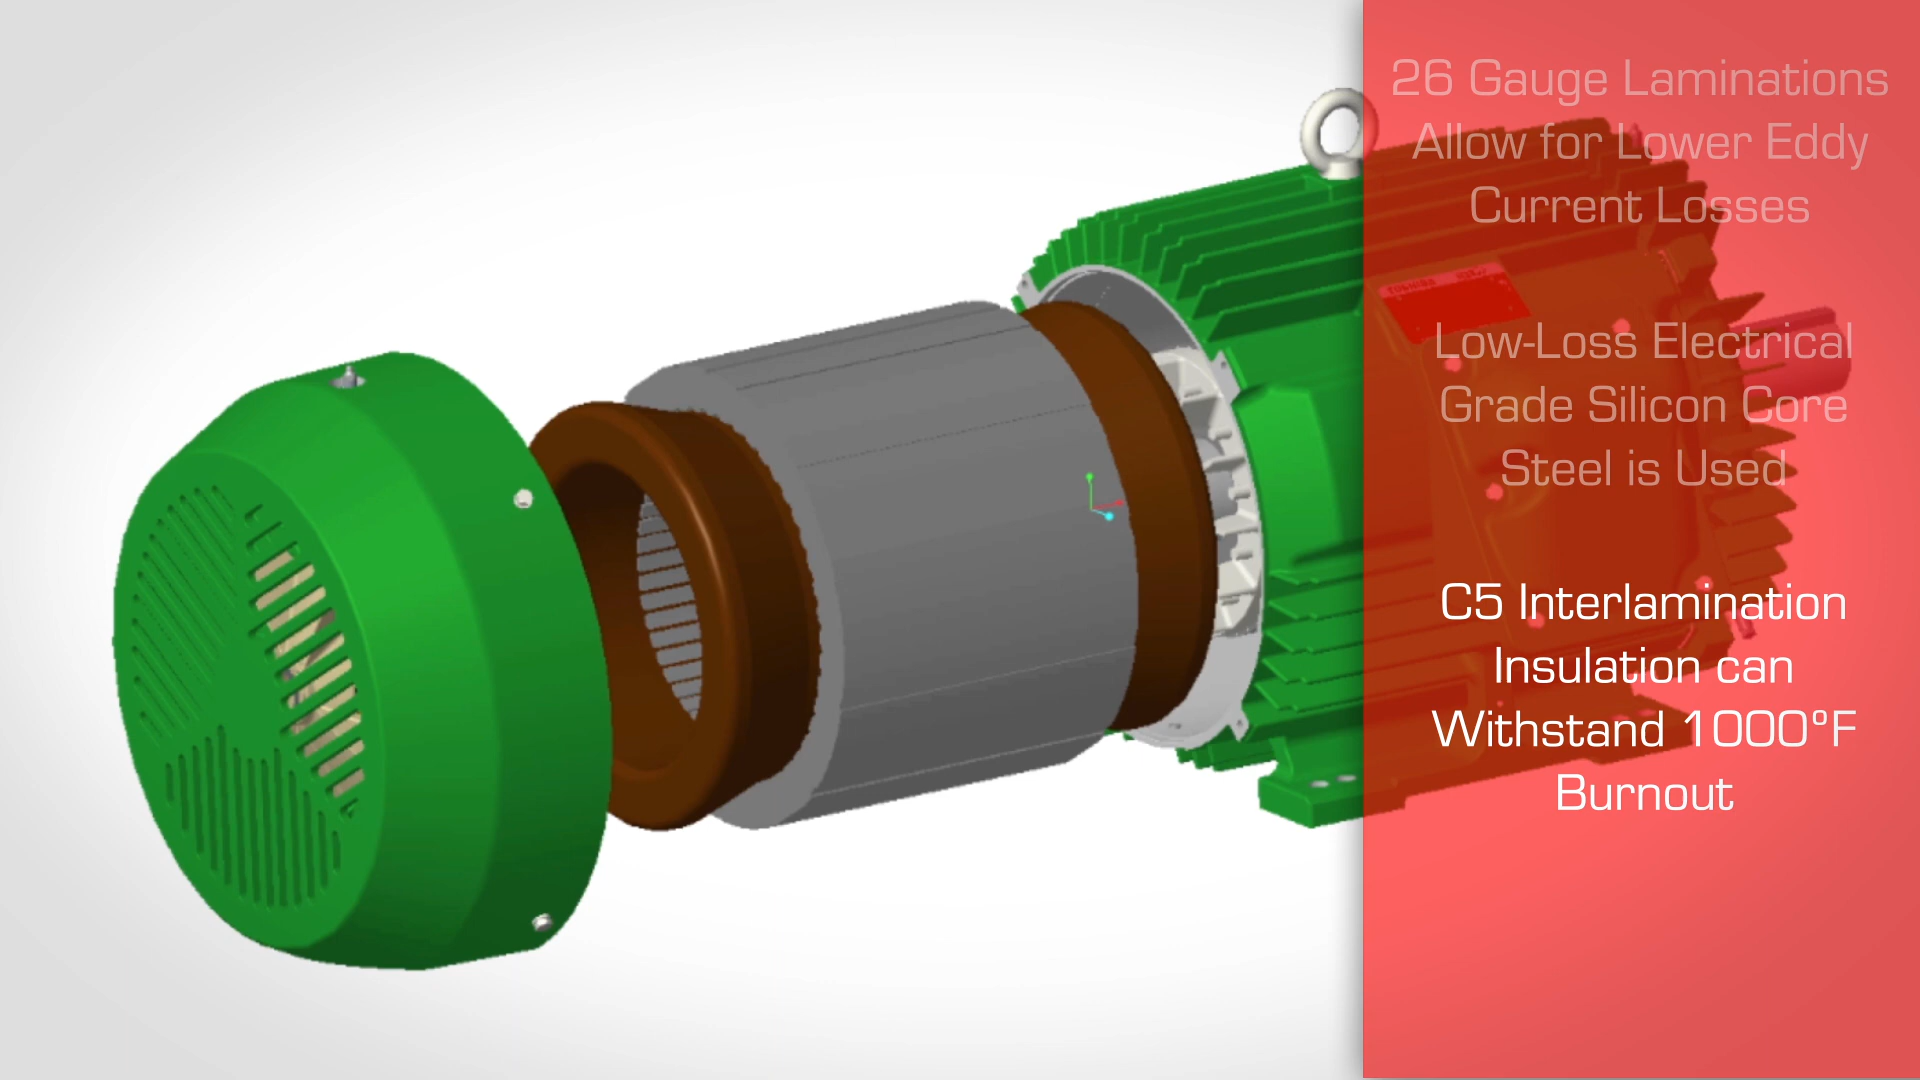 26 Gauge Laminations
Allow for Lower Eddy
Current Losses
TOSHIBA
Low-Loss Electrical
Grade Silicon Core
Steel is Used
C5 Interlamination
Insulation can
Withstand 1000°F
Burnout